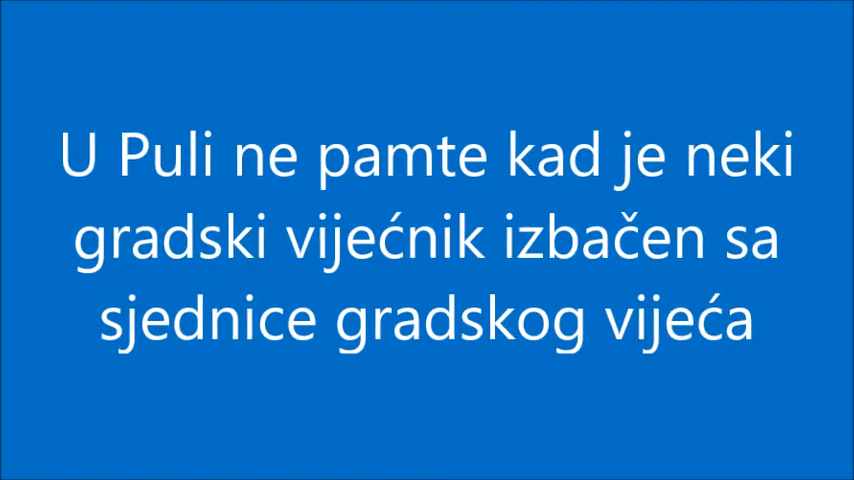 U Puli ne pamte kad je neki
gradski vijećnik izbačen sa
sjednice gradskog vijeća